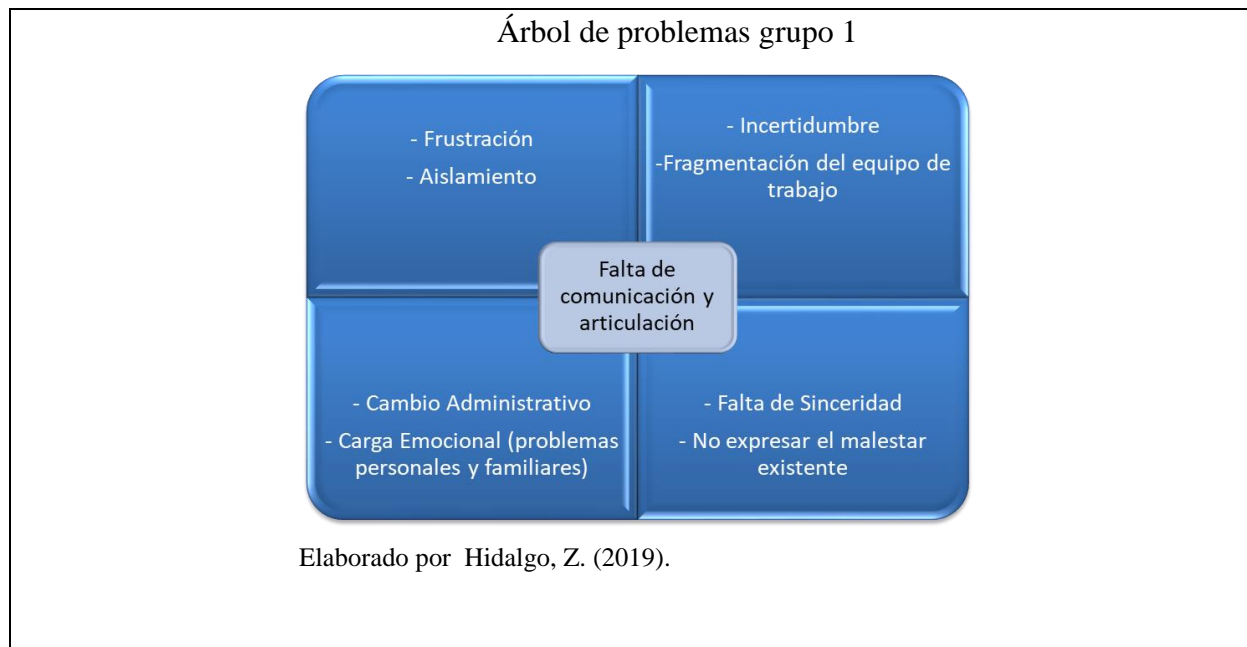 Árbol de problemas grupo 1
- Frustración
- Aislamiento
- Incertidumbre
-Fragmentación del equipo de
trabajo
Falta de
comunicación y
articulación
- Cambio Administrativo
- Carga Emocional (problemas
personales y familiares)
- Falta de Sinceridad
- No expresar el malestar
existente
Elaborado por Hidalgo, Z. (2019).